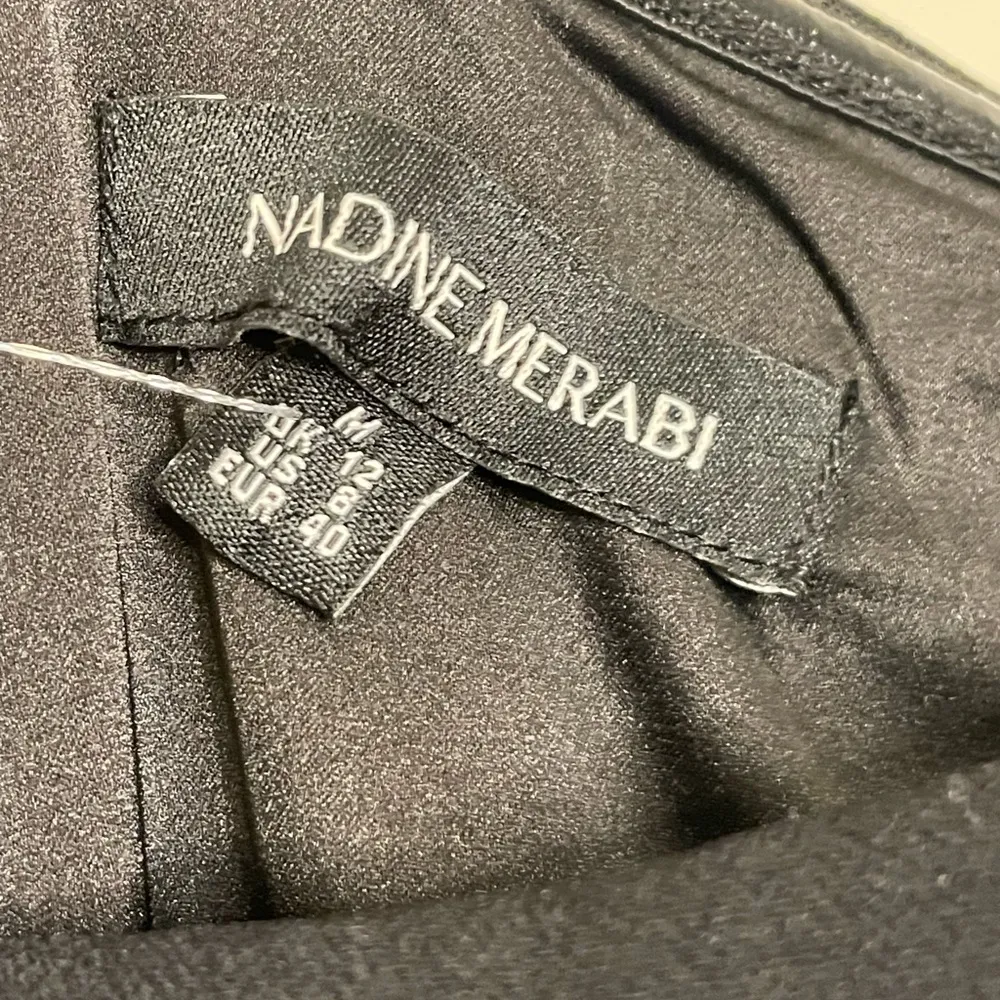 NADINE MERABI
M
UK 12
US 8
EUR 40